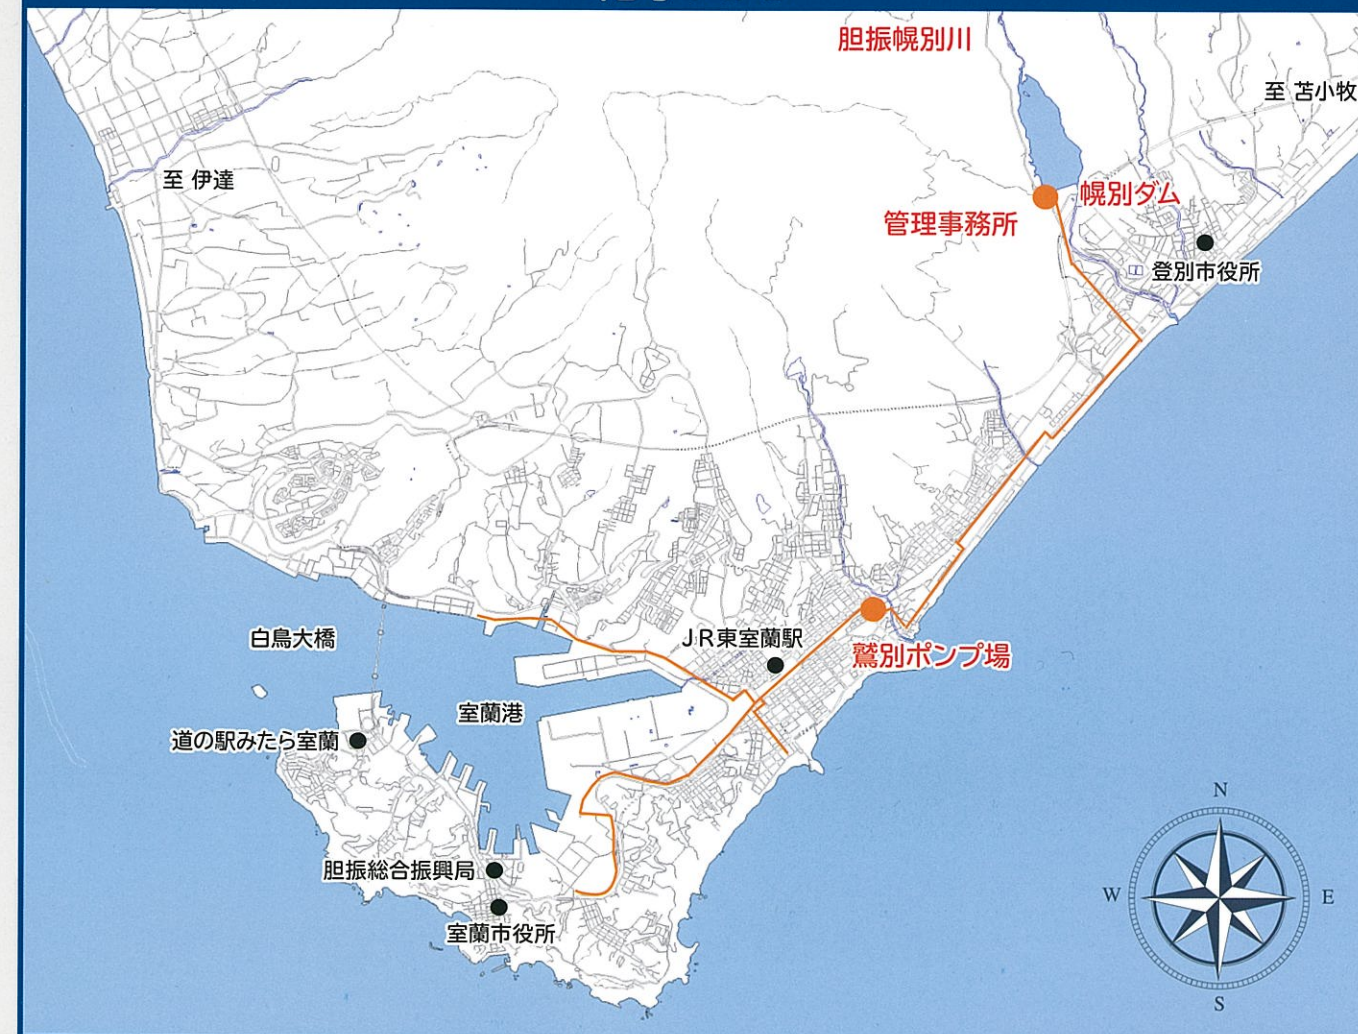 胆振幌別川
至 苫小牧
至 伊達
幌別ダム
管理事務所
登別市役所
白鳥大橋
JR東室蘭駅
鷲別ポンプ場
室蘭港
道の駅みたら室蘭
胆振総合振興局
室蘭市役所
N
W
E
S